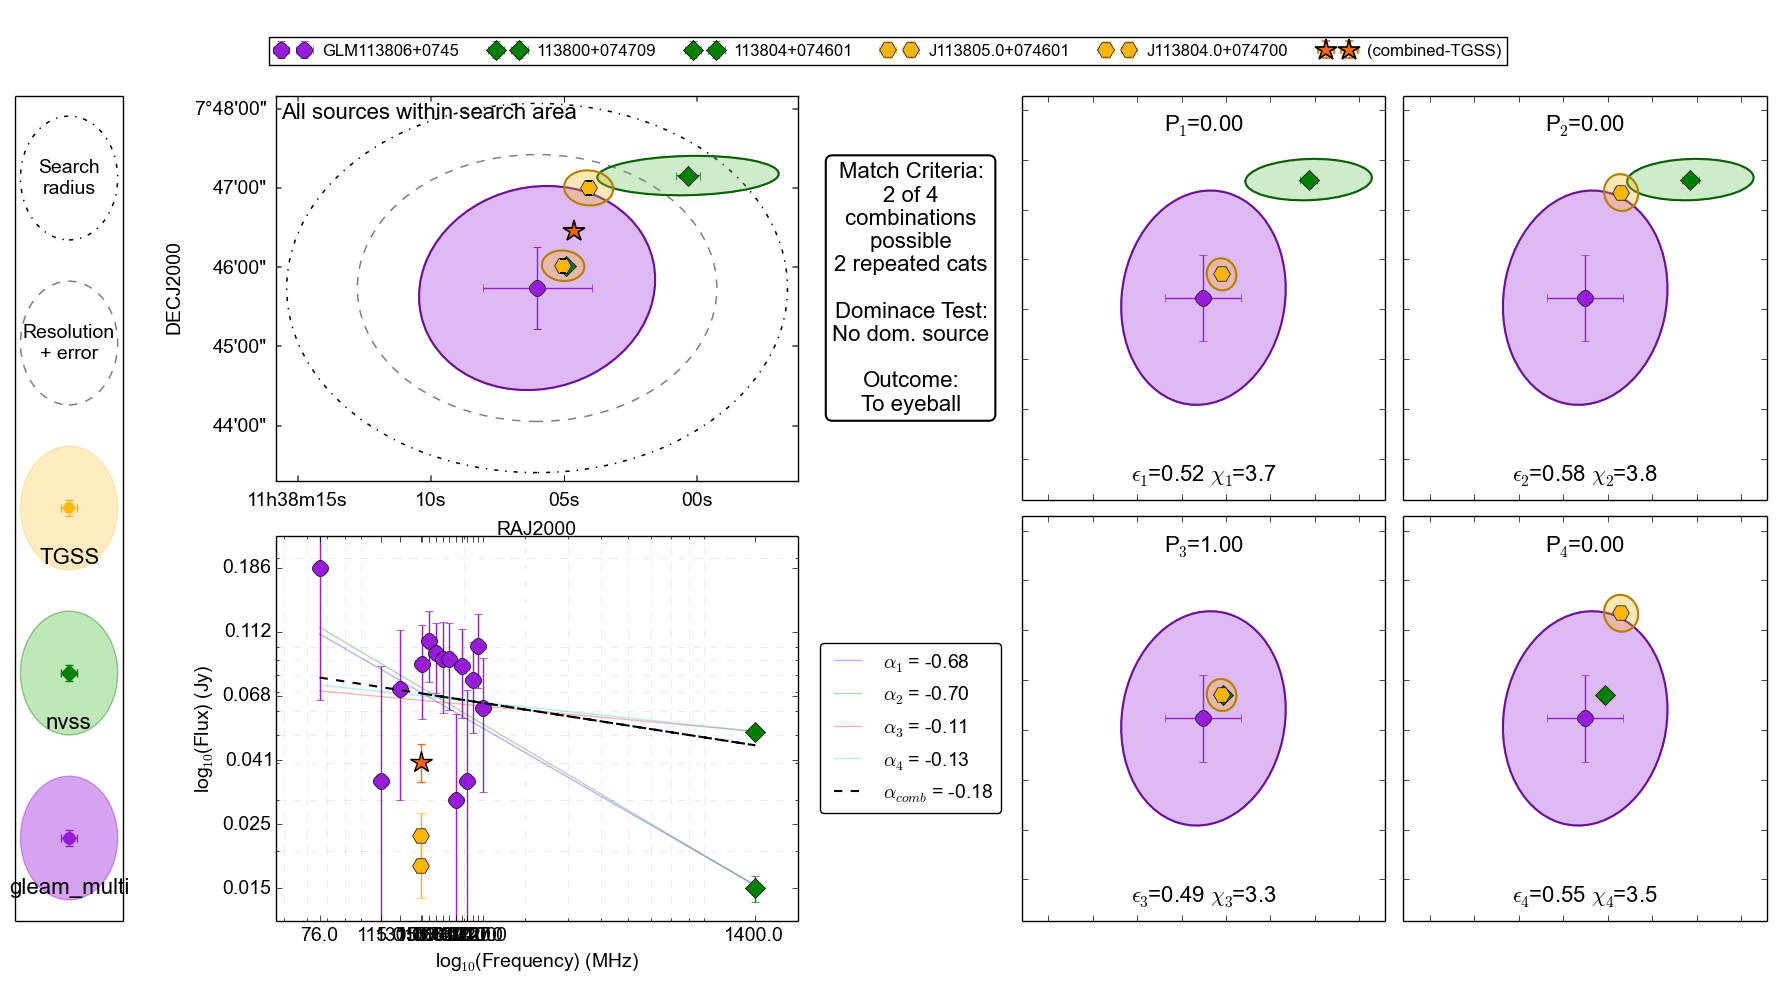 GLM113806+0745 113800+074709 113804+074601 J113805.0+074601 J113804.0+074700 (combined-TGSS)
Search
radius
Resolution
+ error
TGSS
nvss
gleam_multi
All sources within search area
7°48'00"
47'00"
46'00"
45'00"
44'00"
DECJ2000
11h38m15s 10s 05s 00s
RAJ2000
Match Criteria:
2 of 4
combinations
possible
2 repeated cats
Dominace Test:
No dom. source
Outcome:
To eyeball
P1=0.00
ϵ1=0.52 χ1=3.7
P2=0.00
ϵ2=0.58 χ2=3.8
0.186
0.112
0.068
0.041
0.025
0.015
log10(Flux) (Jy)
76.0 1400.0
log10(Frequency) (MHz)
α1 = -0.68
α2 = -0.70
α3 = -0.11
α4 = -0.13
αcomb = -0.18
P3=1.00
ϵ3=0.49 χ3=3.3
P4=0.00
ϵ4=0.55 χ4=3.5